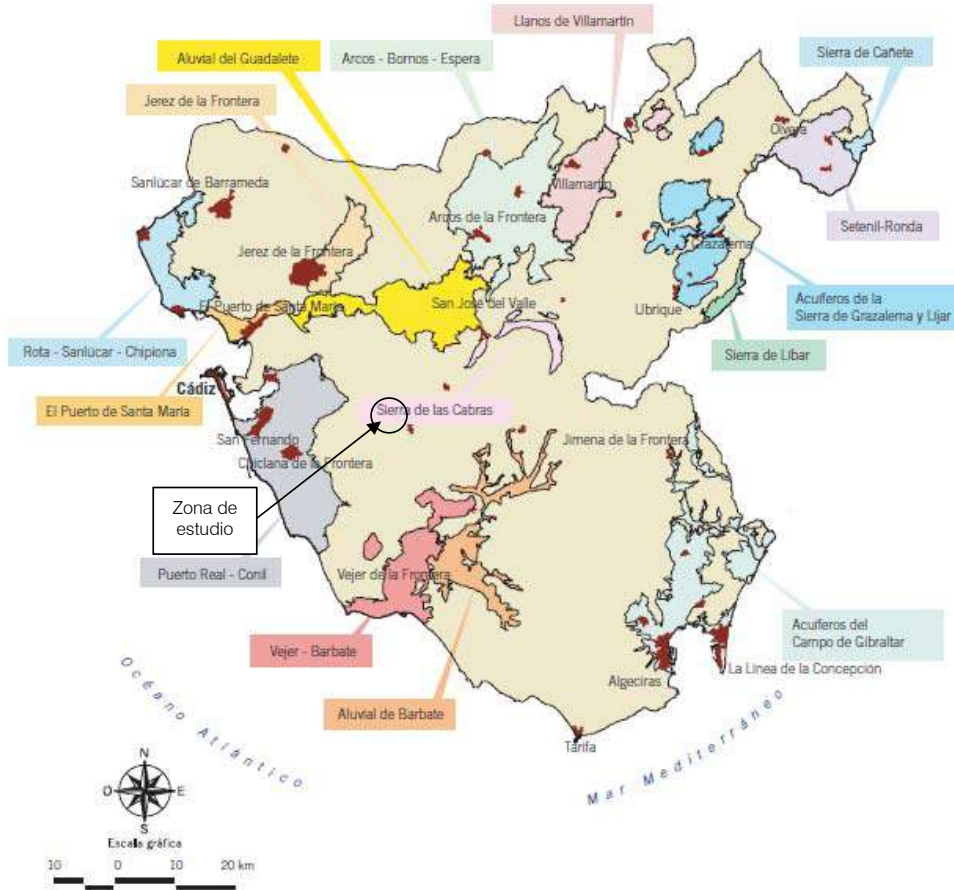 Llanos de Villamartín
Aluvial del Guadalete
Arcos - Bornos - Espera
Sierra de Cañete
Jerez de la Frontera
Olvera
Sanlúcar de Barrameda
Villamartín
Arcos de la Frontera
Setenil-Ronda
Jerez de la Frontera
Grazalema
El Puerto de Santa María
San José del Valle
Ubrique
Acuíferos de la
Sierra de Grazalema y Líjar
Rota - Sanlúcar - Chipiona
Sierra de Líbar
Cádiz
El Puerto de Santa María
Sierra de las Cabras
San Fernando
Jimena de la Frontera
Chiclana de la Frontera
Zona de
estudio
Puerto Real - Conil
Vejer de la Frontera
Acuíferos del
Campo de Gibraltar
Vejer - Barbate
La Línea de la Concepción
Algeciras
Aluvial de Barbate
Tarifa
Océano Atlántico
Mar Mediterráneo
N
O
E
S
Escala gráfica
10 0 10 20 km